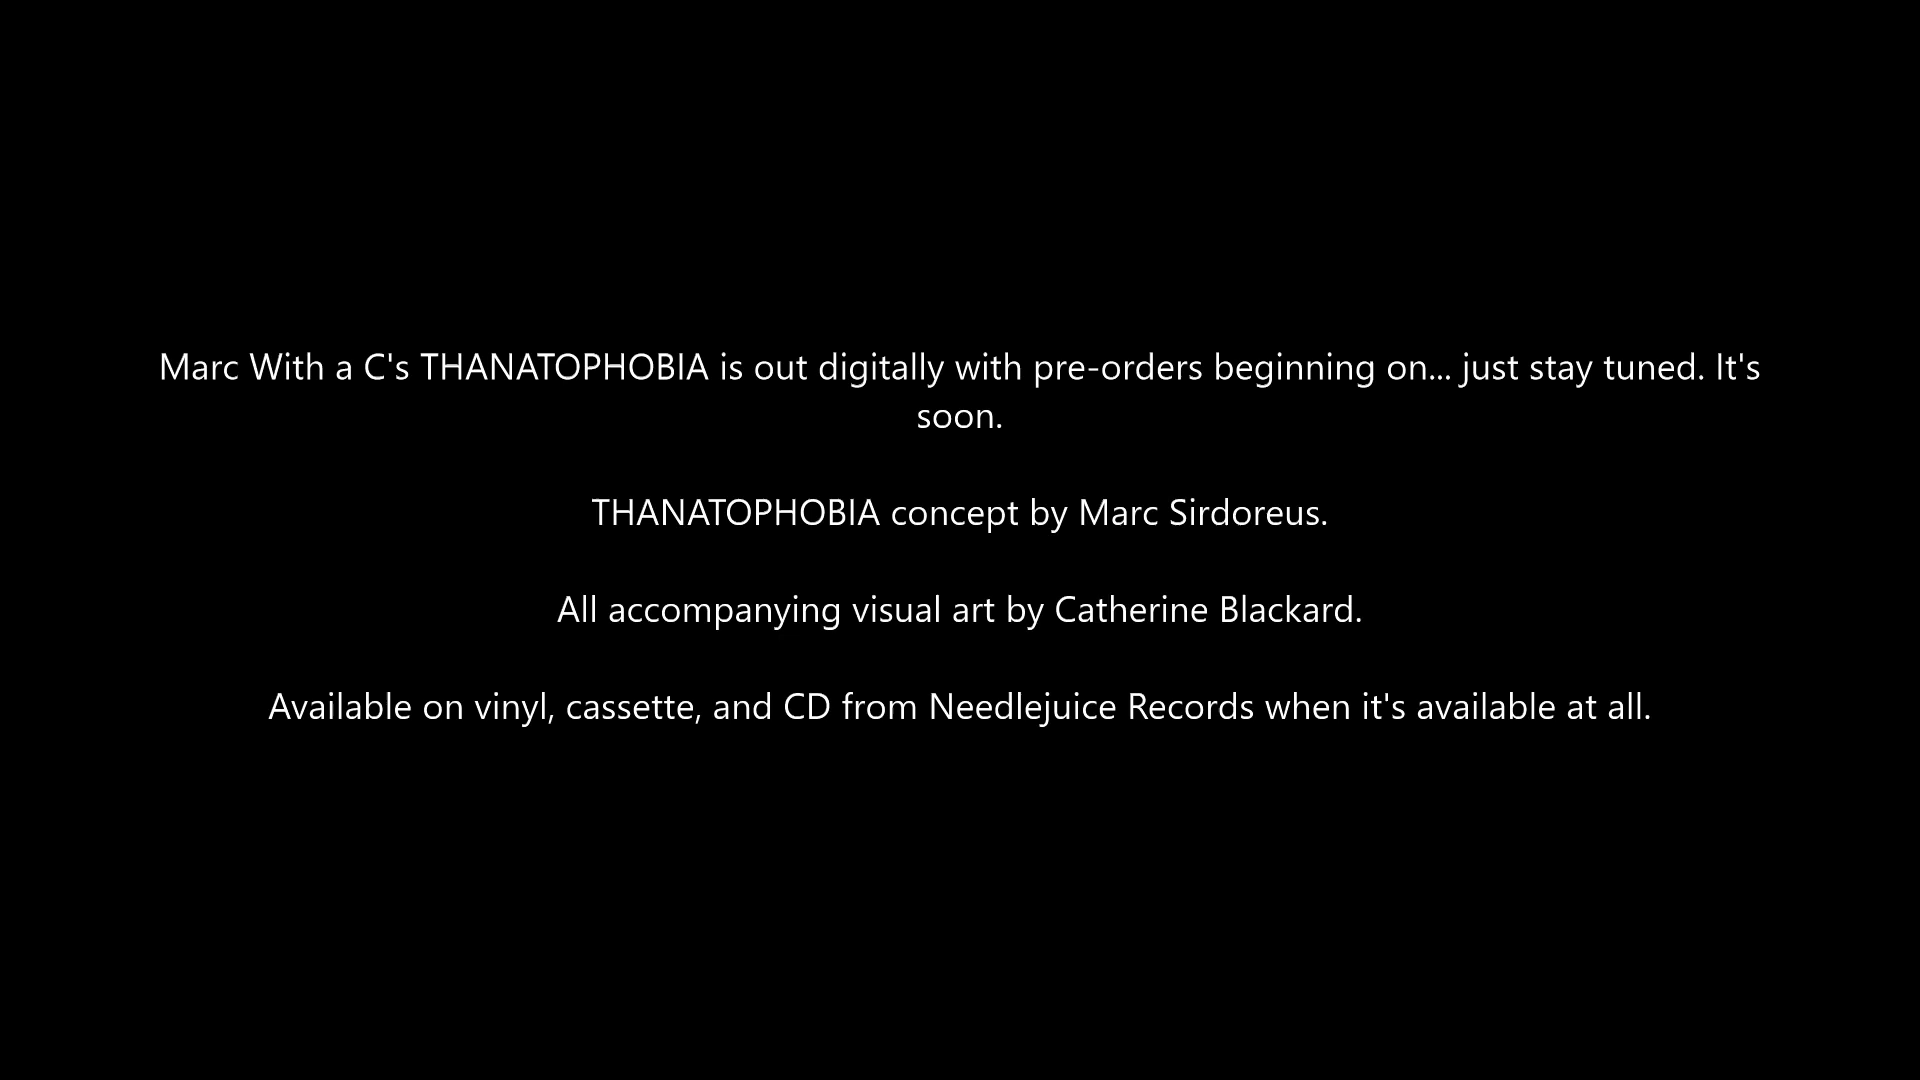 Marc With a C's THANATOPHOBIA is out digitally with pre-orders beginning on... just stay tuned. It's
soon.
THANATOPHOBIA concept by Marc Sirdoreus.
All accompanying visual art by Catherine Blackard.
Available on vinyl, cassette, and CD from Needlejuice Records when it's available at all.